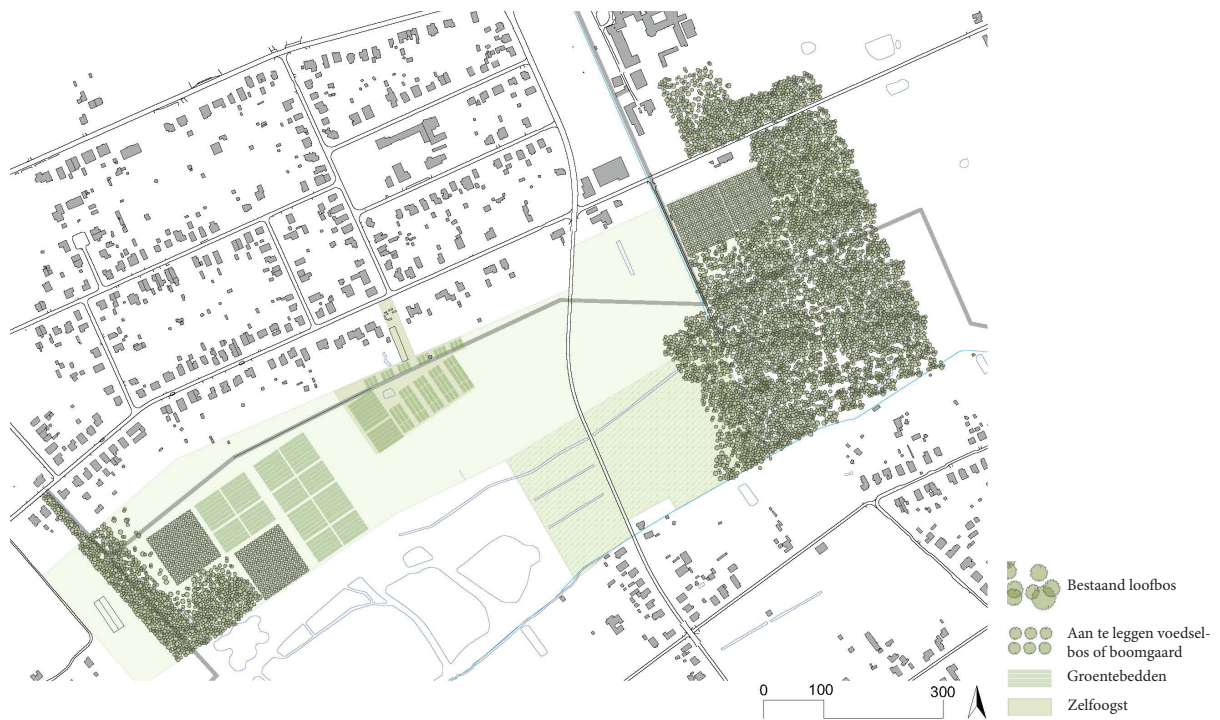 Bestaand loofbos
Aan te leggen voedsel-
bos of boomgaard
Groentebedden
Zelfoogst
0 100 300